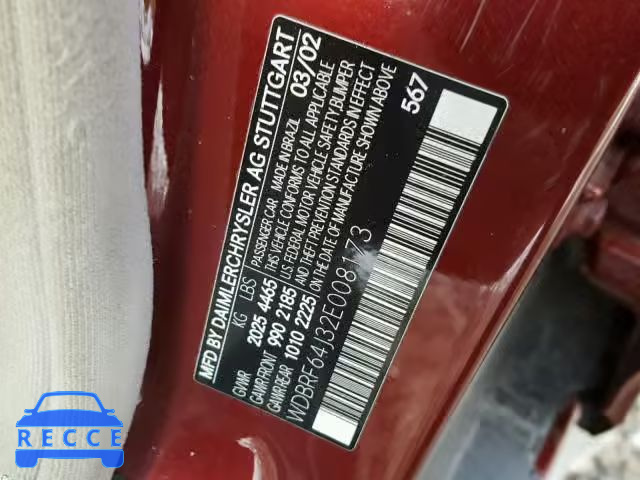 MFD BY DAIMLERCHRYSLER AG STUTTGART
03/02
KG LBS PASSENGER CAR MADE IN BRAZIL
GVWR 2025 4465 THIS VEHICLE CONFORMS TO ALL APPLICABLE
GAWR FRONT 990 2185 U.S. FEDERAL MOTOR VEHICLE SAFETY, BUMPER
GAWR REAR 1010 2225 AND THEFT PREVENTION STANDARDS IN EFFECT
ON THE DATE OF MANUFACTURE SHOWN ABOVE
WDBRF64J32E008173
567
RECCE